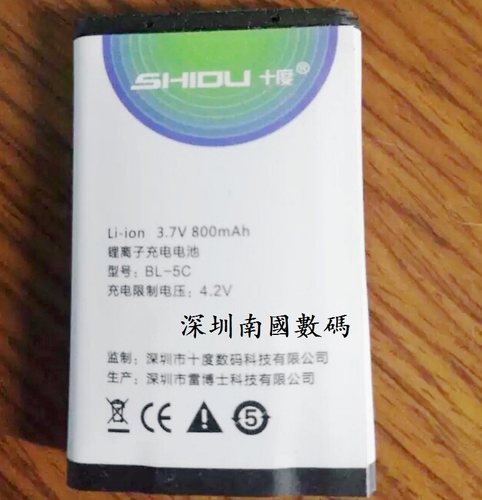 SHIDU 十度®
Li-ion 3.7V 800mAh
锂离子充电电池
型号: BL-5C
充电限制电压: 4.2V
深圳南國數碼
监制: 深圳市十度数码科技有限公司
生产: 深圳市雷博士科技有限公司
CE
5